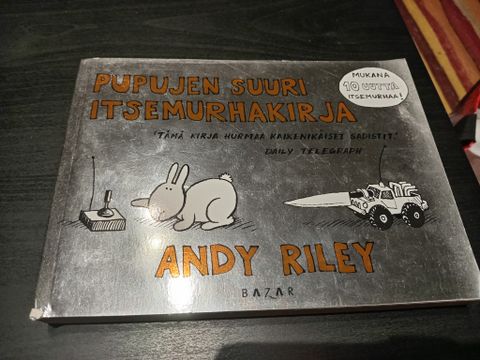 PUPUJEN SUURI
ITSEMURHAKIRJA
MUKANA
10 UUTTA
ITSEMURHAA!
'TÄMÄ KIRJA HURMAA KAIKENIKÄISET SADISTIT.'
DAILY TELEGRAPH
ANDY RILEY
BAZAR